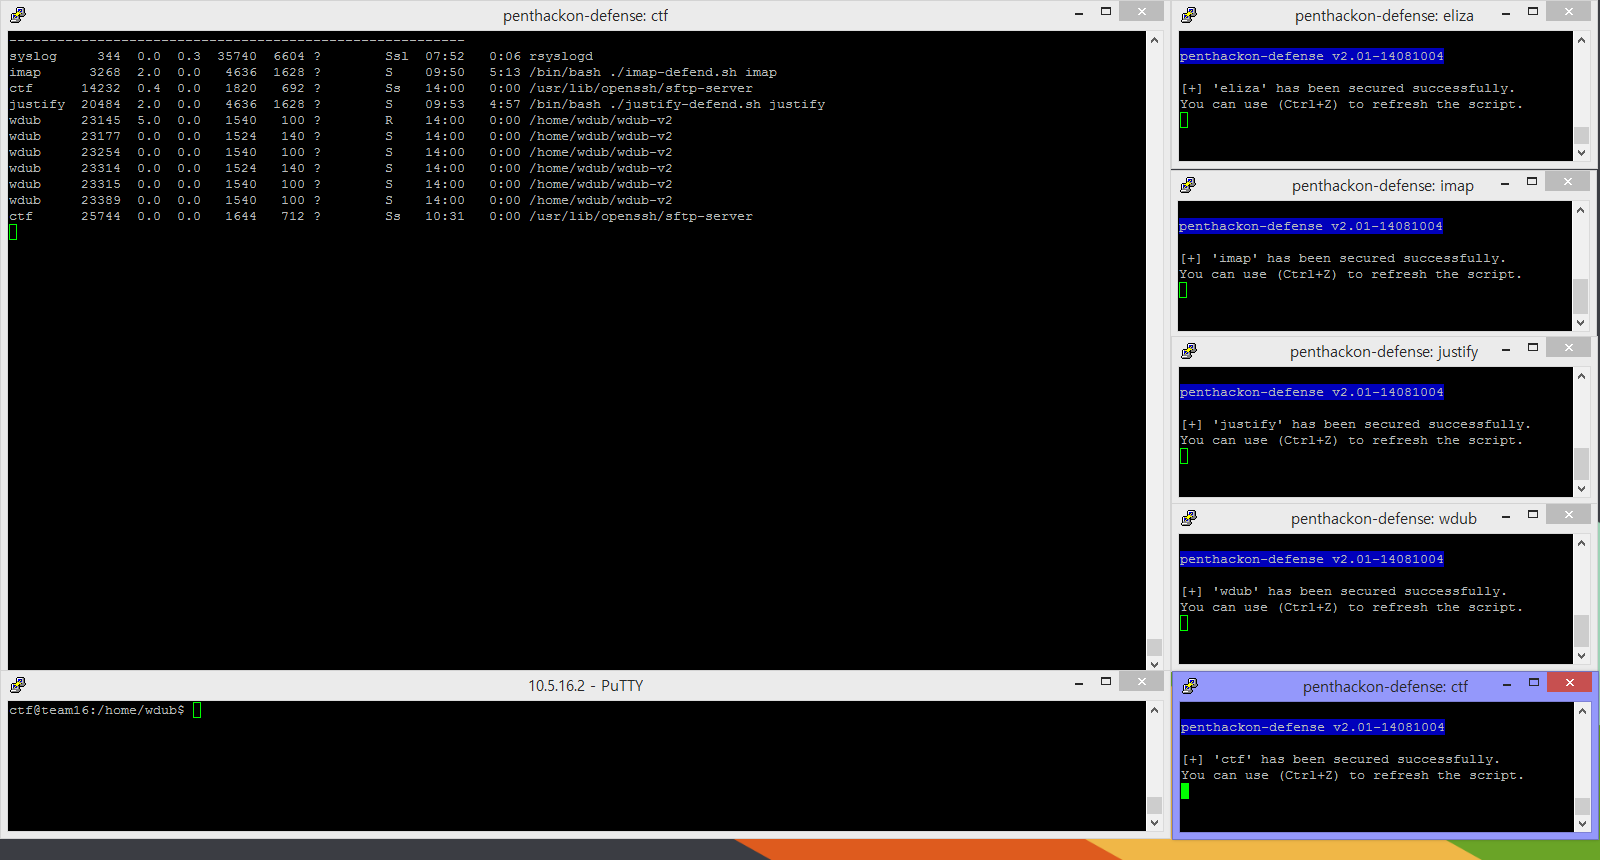 penthackon-defense: ctf
---------------------------------------------------------
syslog     344  0.0  0.3  35740  6604 ?        Ssl  07:52   0:06 rsyslogd
imap      3268  2.0  0.0   4636  1628 ?        S    09:50   5:13 /bin/bash ./imap-defend.sh imap
ctf      14232  0.4  0.0   1820   692 ?        Ss   14:00   0:00 /usr/lib/openssh/sftp-server
justify  20484  2.0  0.0   4636  1628 ?        S    09:53   4:57 /bin/bash ./justify-defend.sh justify
wdub     23145  5.0  0.0   1540   100 ?        R    14:00   0:00 /home/wdub/wdub-v2
wdub     23177  0.0  0.0   1524   140 ?        S    14:00   0:00 /home/wdub/wdub-v2
wdub     23254  0.0  0.0   1540   100 ?        S    14:00   0:00 /home/wdub/wdub-v2
wdub     23314  0.0  0.0   1524   140 ?        S    14:00   0:00 /home/wdub/wdub-v2
wdub     23315  0.0  0.0   1540   100 ?        S    14:00   0:00 /home/wdub/wdub-v2
wdub     23389  0.0  0.0   1540   100 ?        S    14:00   0:00 /home/wdub/wdub-v2
ctf      25744  0.0  0.0   1644   712 ?        Ss   10:31   0:00 /usr/lib/openssh/sftp-server
10.5.16.2 - PuTTY
ctf@team16:/home/wdub$
penthackon-defense: eliza
penthackon-defense v2.01-14081004
[+] 'eliza' has been secured successfully.
You can use (Ctrl+Z) to refresh the script.
penthackon-defense: imap
penthackon-defense v2.01-14081004
[+] 'imap' has been secured successfully.
You can use (Ctrl+Z) to refresh the script.
penthackon-defense: justify
penthackon-defense v2.01-14081004
[+] 'justify' has been secured successfully.
You can use (Ctrl+Z) to refresh the script.
penthackon-defense: wdub
penthackon-defense v2.01-14081004
[+] 'wdub' has been secured successfully.
You can use (Ctrl+Z) to refresh the script.
penthackon-defense: ctf
penthackon-defense v2.01-14081004
[+] 'ctf' has been secured successfully.
You can use (Ctrl+Z) to refresh the script.